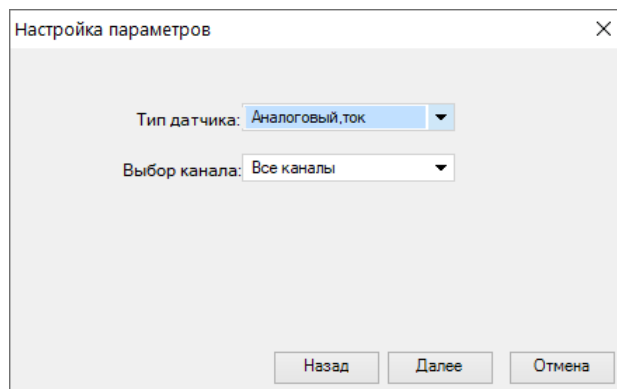 Настройка параметров
Тип датчика: Аналоговый,ток
Выбор канала: Все каналы
Назад Далее Отмена